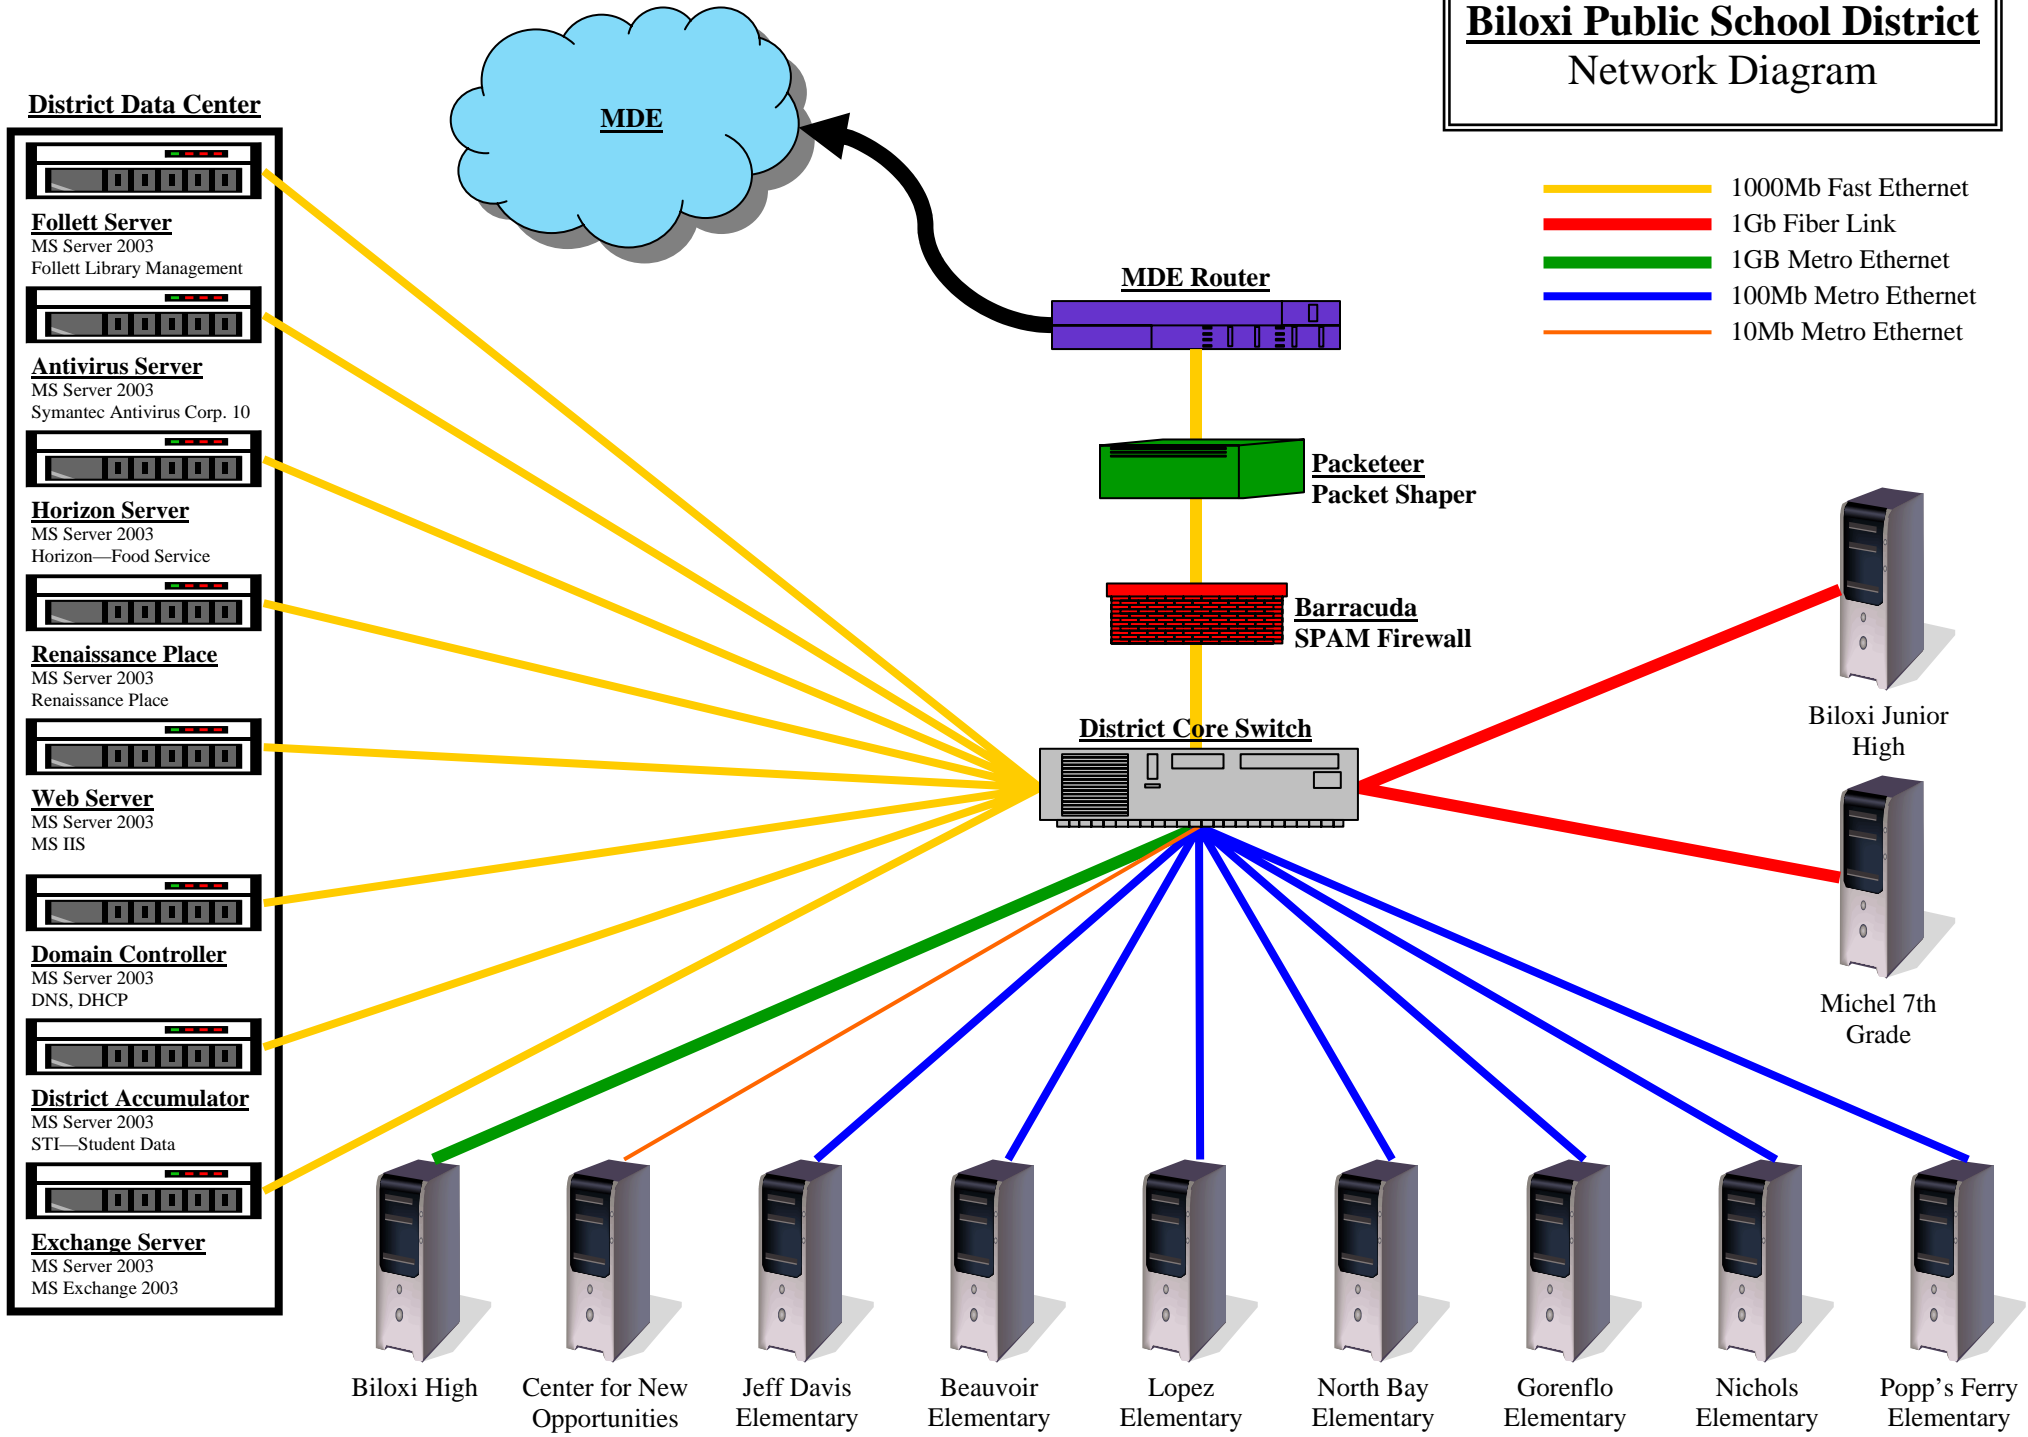 Biloxi Public School District
Network Diagram
District Data Center
MDE
1000Mb Fast Ethernet
1Gb Fiber Link
1GB Metro Ethernet
100Mb Metro Ethernet
10Mb Metro Ethernet
Follett Server
MS Server 2003
Follett Library Management
Antivirus Server
MS Server 2003
Symantec Antivirus Corp. 10
Horizon Server
MS Server 2003
Horizon—Food Service
Renaissance Place
MS Server 2003
Renaissance Place
Web Server
MS Server 2003
MS IIS
Domain Controller
MS Server 2003
DNS, DHCP
District Accumulator
MS Server 2003
STI—Student Data
Exchange Server
MS Server 2003
MS Exchange 2003
MDE Router
Packeteer
Packet Shaper
Barracuda
SPAM Firewall
District Core Switch
Biloxi Junior
High
Michel 7th
Grade
Biloxi High
Center for New
Opportunities
Jeff Davis
Elementary
Beauvoir
Elementary
Lopez
Elementary
North Bay
Elementary
Gorenflo
Elementary
Nichols
Elementary
Popp's Ferry
Elementary